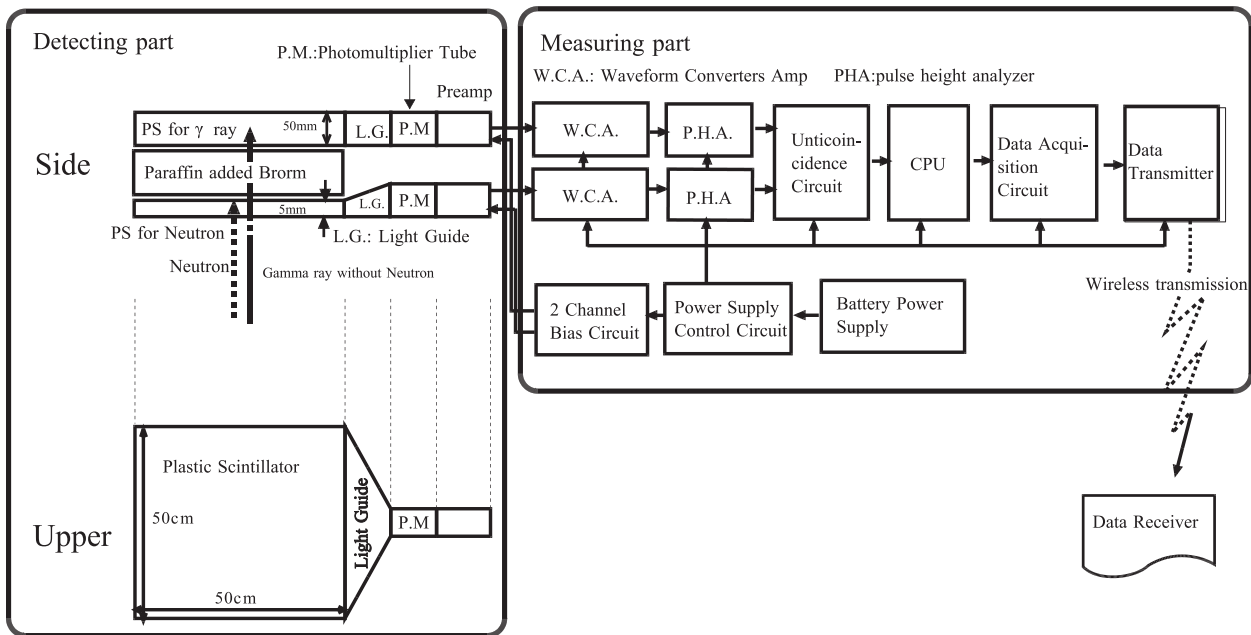 Detecting part
P.M.:Photomultiplier Tube
Preamp
PS for γ ray
50mm
L.G.
P.M
Side
Paraffin added Brorm
5mm
L.G.
P.M
PS for Neutron
L.G.: Light Guide
Neutron
Gamma ray without Neutron
Plastic Scintillator
50cm
Light Guide
P.M
Upper
50cm
Measuring part
W.C.A.: Waveform Converters Amp PHA:pulse height analyzer
W.C.A.
P.H.A.
W.C.A.
P.H.A
Unticoin-
cidence
Circuit
CPU
Data Acqui-
sition
Circuit
Data
Transmitter
Wireless transmission
2 Channel
Bias Circuit
Power Supply
Control Circuit
Battery Power
Supply
Data Receiver